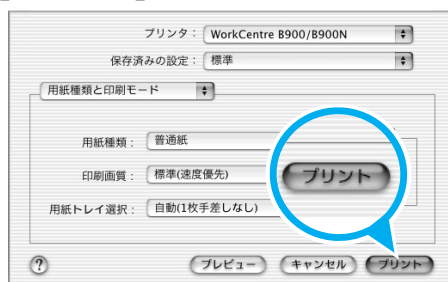 プリンタ： WorkCentre B900/B900N
保存済みの設定： 標準
用紙種類と印刷モード
用紙種類： 普通紙
印刷画質： 標準(速度優先)
プリント
用紙トレイ選択： 自動(1枚手差しなし)
? プレビュー キャンセル プリント